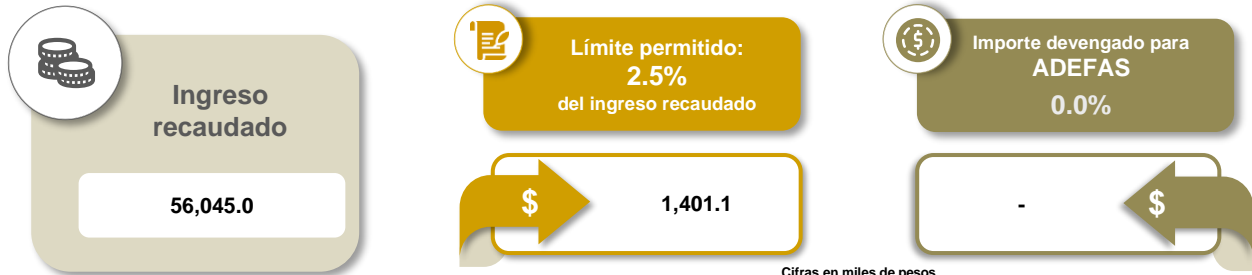 Ingreso
recaudado
56,045.0
Límite permitido:
2.5%
del ingreso recaudado
$
1,401.1
Importe devengado para
ADEFAS
0.0%
-
$
Cifras en miles de pesos